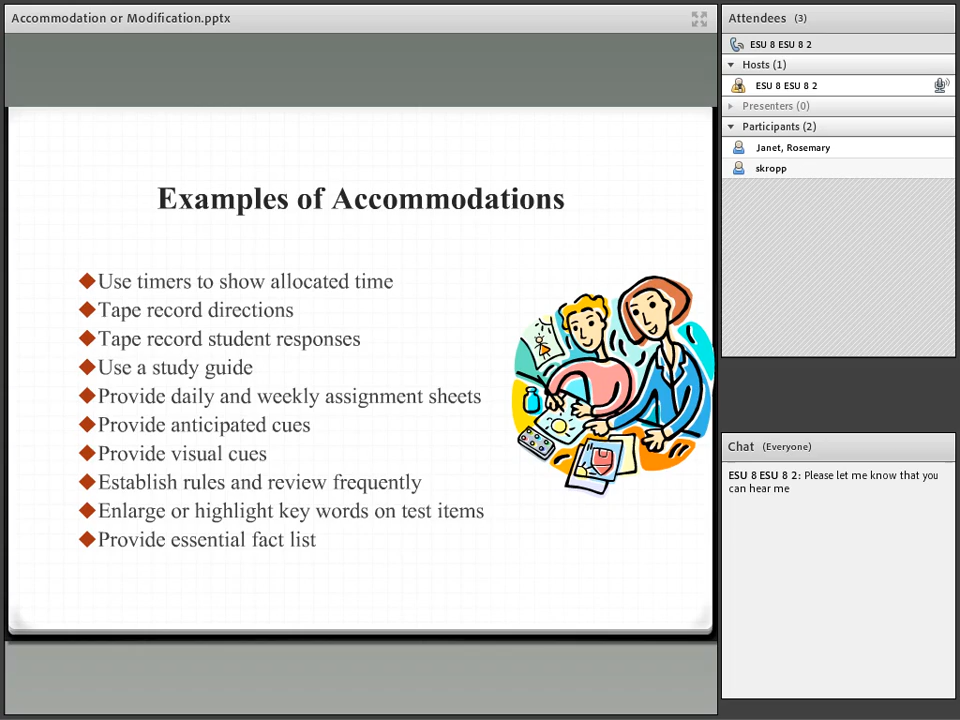 Accommodation or Modification.pptx
Examples of Accommodations
Use timers to show allocated time
Tape record directions
Tape record student responses
Use a study guide
Provide daily and weekly assignment sheets
Provide anticipated cues
Provide visual cues
Establish rules and review frequently
Enlarge or highlight key words on test items
Provide essential fact list
Attendees (3)
ESU 8 ESU 8 2
Hosts (1)
ESU 8 ESU 8 2
Presenters (0)
Participants (2)
Janet, Rosemary
skropp
Chat (Everyone)
ESU 8 ESU 8 2: Please let me know that you
can hear me